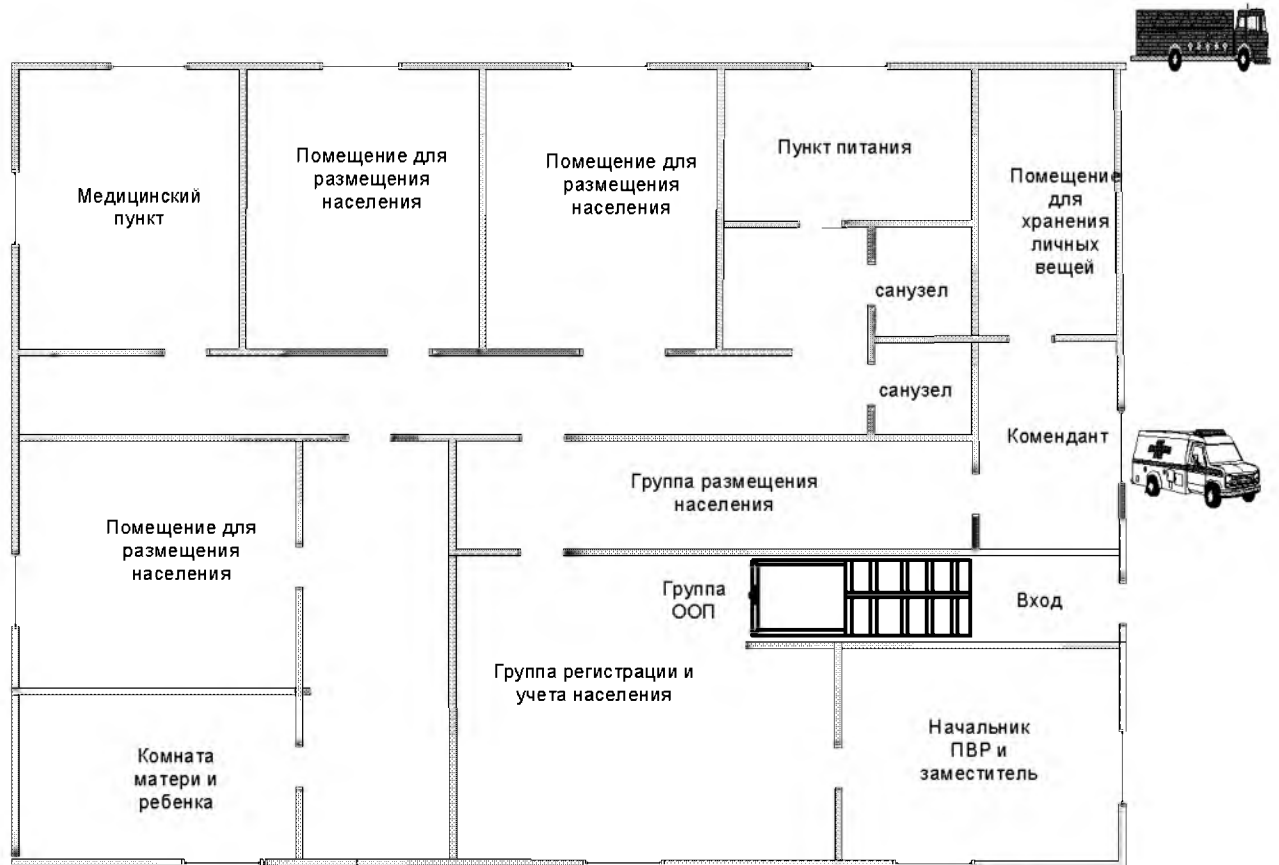 Медицинский
пункт
Помещение для
размещения
населения
Помещение для
размещения
населения
Пункт питания
Помещение
для
хранения
личных
вещей
санузел
санузел
Комендант
Группа размещения
населения
Помещение для
размещения
населения
Группа
ООП
Вход
Группа регистрации и
учета населения
Комната
матери и
ребенка
Начальник
ПВР и
заместитель